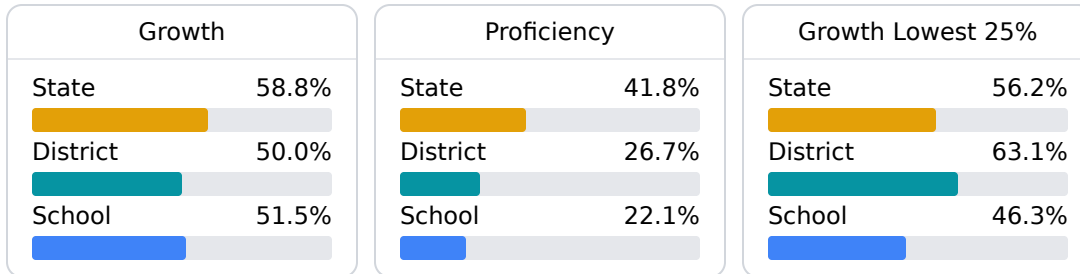 Growth
State 58.8%
District 50.0%
School 51.5%
Proficiency
State 41.8%
District 26.7%
School 22.1%
Growth Lowest 25%
State 56.2%
District 63.1%
School 46.3%